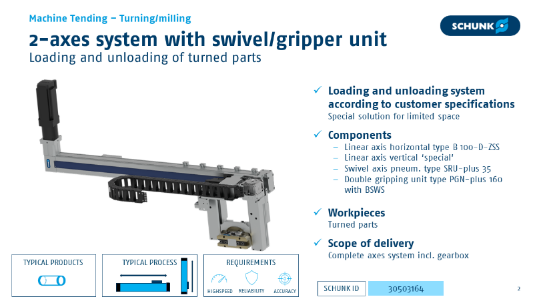 Machine Tending – Turning/milling
SCHUNK
2-axes system with swivel/gripper unit
Loading and unloading of turned parts
✓ Loading and unloading system
according to customer specifications
Special solution for limited space
✓ Components
– Linear axis horizontal type B 100-D-ZSS
– Linear axis vertical ‘special’
– Swivel axis pneum. type SRU-plus 35
– Double gripping unit type PGN-plus 160
with BSWS
✓ Workpieces
Turned parts
✓ Scope of delivery
Complete axes system incl. gearbox
TYPICAL PRODUCTS
TYPICAL PROCESS
REQUIREMENTS
HIGHSPEED RELIABILITY ACCURACY
SCHUNK ID 30503164
2